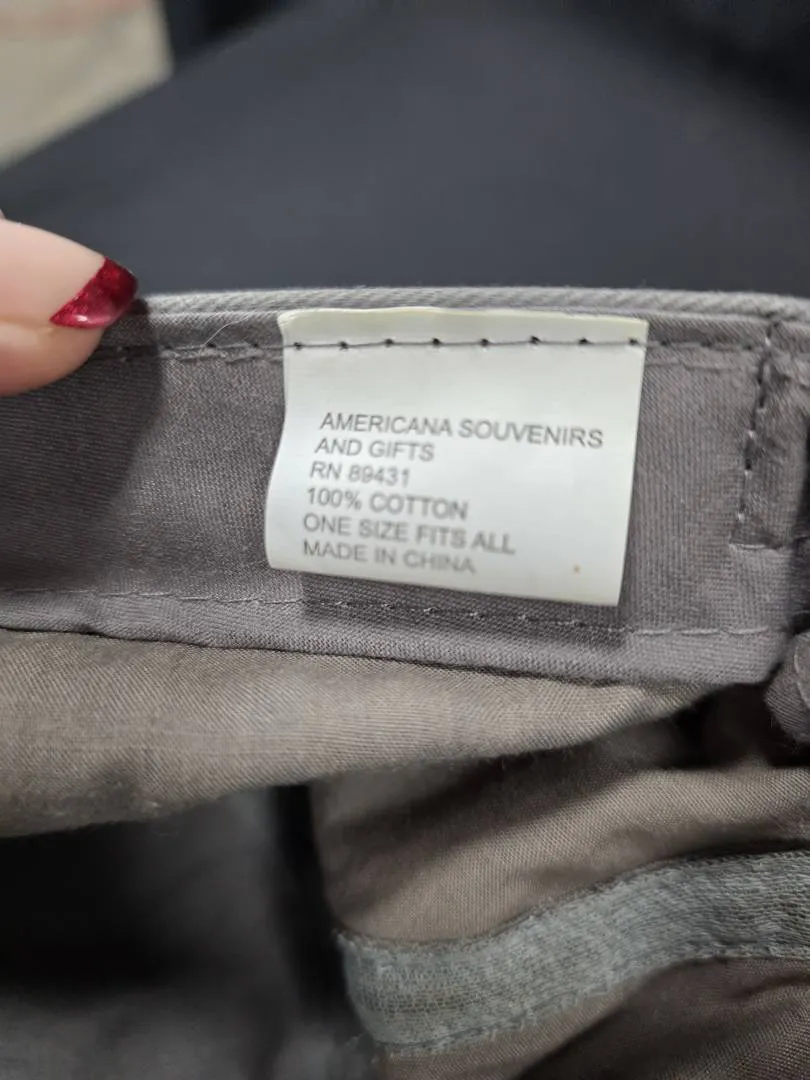 AMERICANA SOUVENIRS
AND GIFTS
RN 89431
100% COTTON
ONE SIZE FITS ALL
MADE IN CHINA